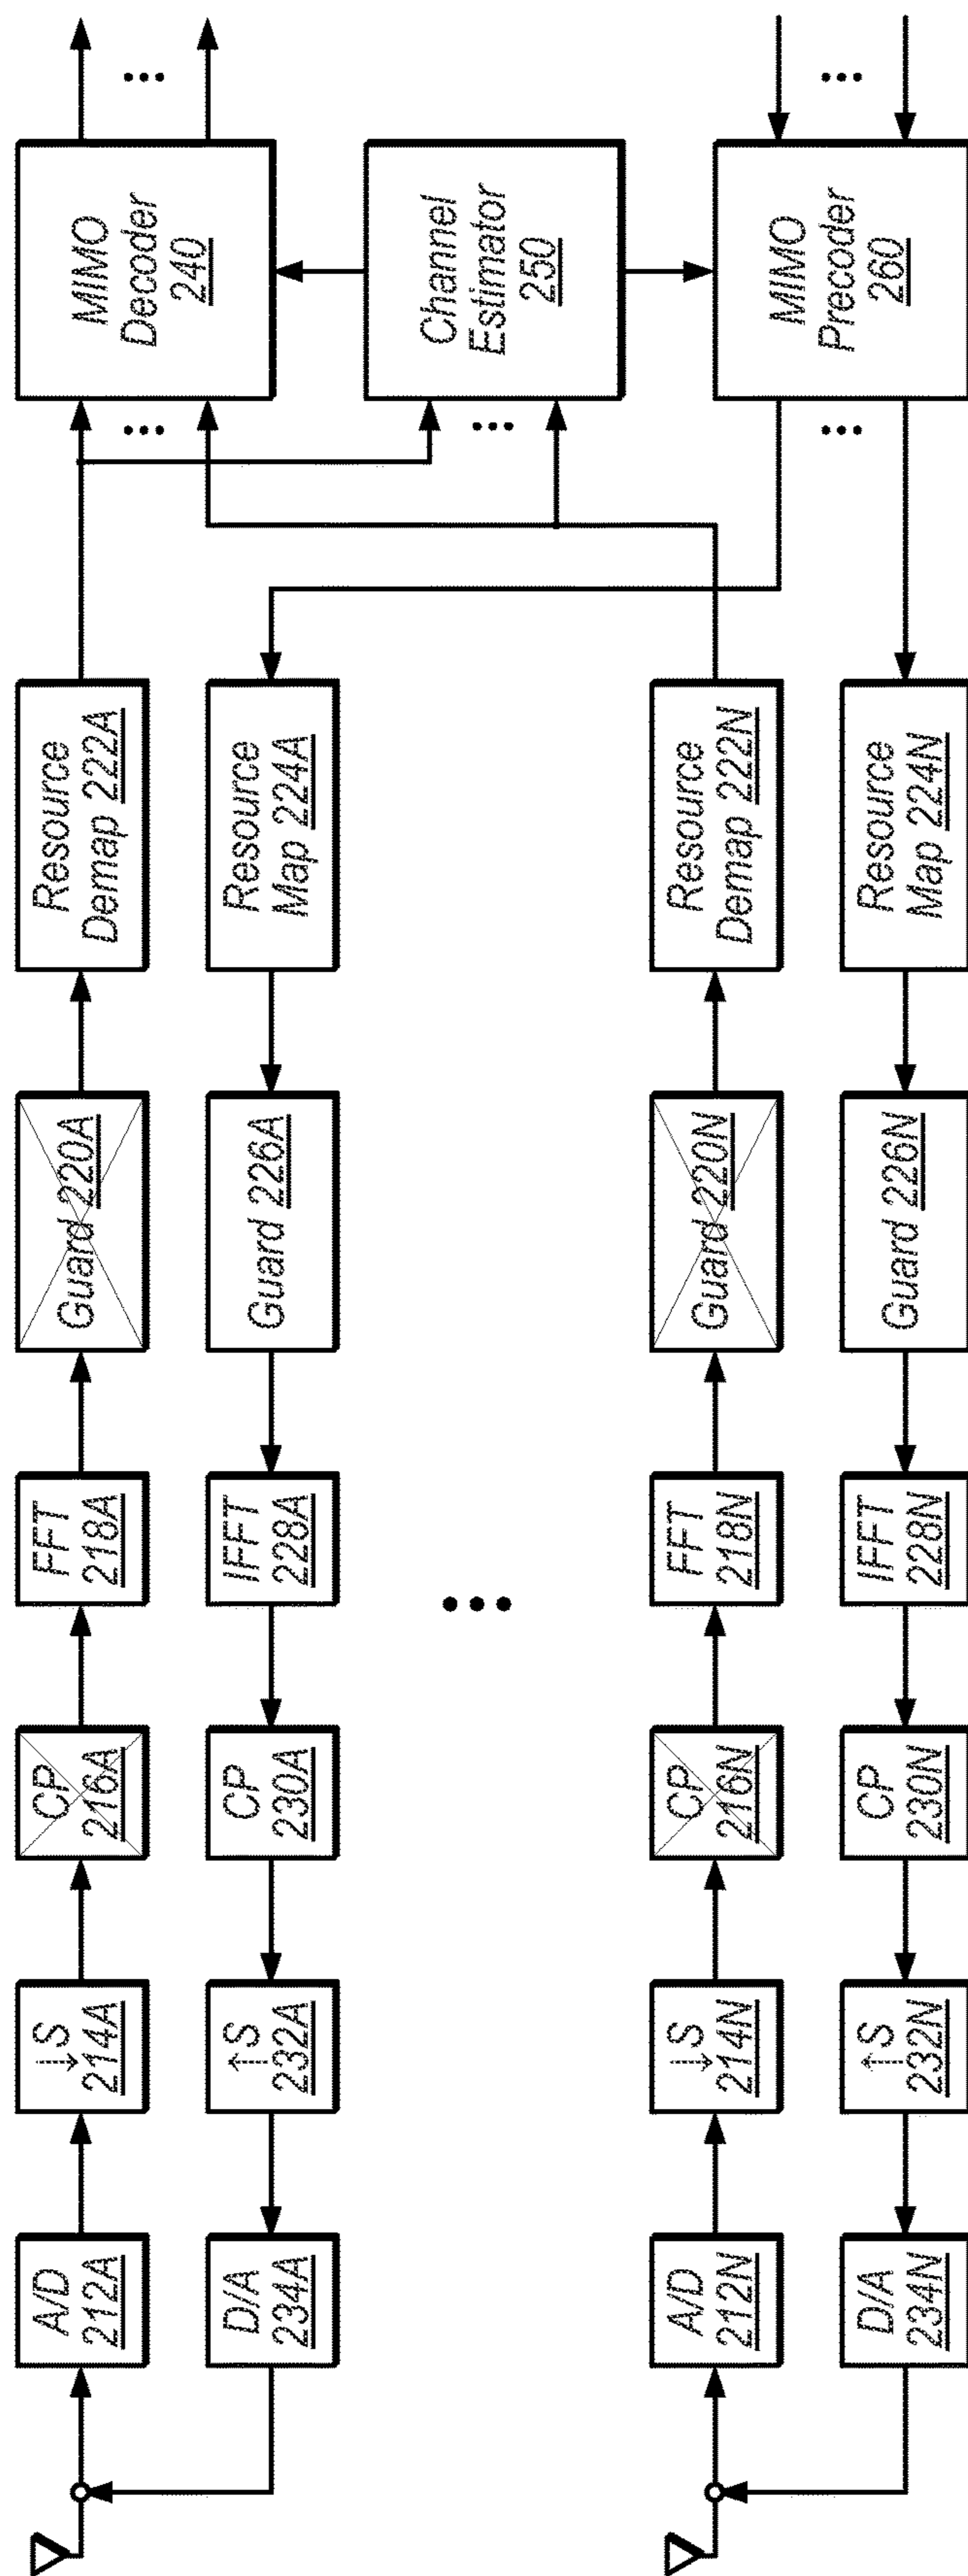 A/D
212A
↓S
214A
CP
216A
FFT
218A
Guard 220A
Resource
Demap 222A
D/A
234A
↑S
232A
CP
230A
IFFT
228A
Guard 226A
Resource
Map 224A
MIMO
Decoder
240
...
...
Channel
Estimator
250
...
...
MIMO
Precoder
260
...
...
A/D
212N
↓S
214N
CP
216N
FFT
218N
Guard 220N
Resource
Demap 222N
D/A
234N
↑S
232N
CP
230N
IFFT
228N
Guard 226N
Resource
Map 224N